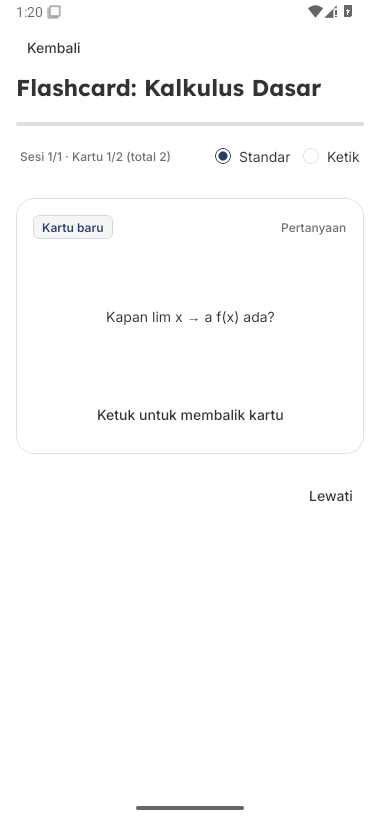 1:20
Kembali
Flashcard: Kalkulus Dasar
Sesi 1/1 · Kartu 1/2 (total 2)
Standar
Ketik
Kartu baru
Pertanyaan
Kapan lim x → a f(x) ada?
Ketuk untuk membalik kartu
Lewati